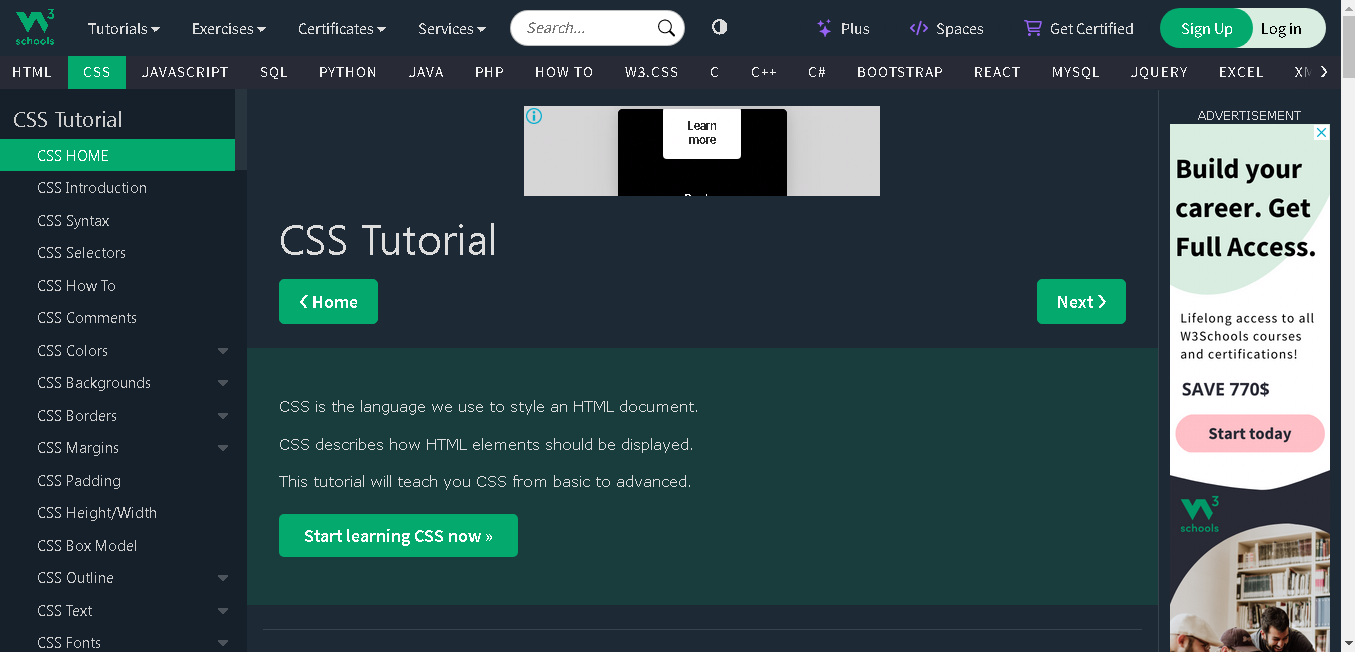 W3 schools
Tutorials
Exercises
Certificates
Services
Search...
Plus
Spaces
Get Certified
Sign Up
Log in
HTML
CSS
JAVASCRIPT
SQL
PYTHON
JAVA
PHP
HOW TO
W3.CSS
C
C++
C#
BOOTSTRAP
REACT
MYSQL
JQUERY
EXCEL
CSS Tutorial
CSS HOME
CSS Introduction
CSS Syntax
CSS Selectors
CSS How To
CSS Comments
CSS Colors
CSS Backgrounds
CSS Borders
CSS Margins
CSS Padding
CSS Height/Width
CSS Box Model
CSS Outline
CSS Text
CSS Fonts
Learn
more
CSS Tutorial
❮ Home
Next ❯
CSS is the language we use to style an HTML document.
CSS describes how HTML elements should be displayed.
This tutorial will teach you CSS from basic to advanced.
Start learning CSS now »
ADVERTISEMENT
Build your
career. Get
Full Access.
Lifelong access to all
W3Schools courses
and certifications!
SAVE 770$
Start today
W3 schools